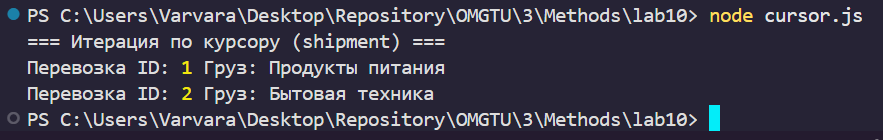 PS C:\Users\Varvara\Desktop\Repository\OMGTU\3\Methods\lab10> node cursor.js
=== Итерация по курсору (shipment) ===
Перевозка ID: 1 Груз: Продукты питания
Перевозка ID: 2 Груз: Бытовая техника
PS C:\Users\Varvara\Desktop\Repository\OMGTU\3\Methods\lab10>